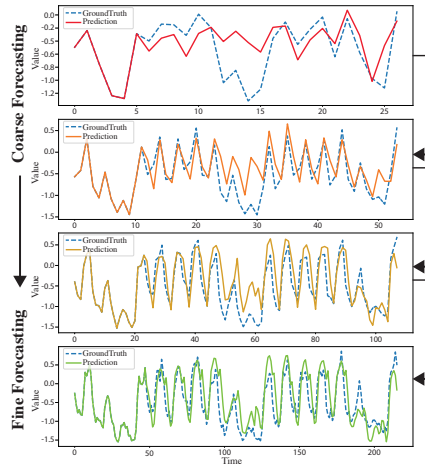 Coarse Forecasting
Fine Forecasting
GroundTruth
Prediction
Value
0.0
-0.2
-0.4
-0.6
-0.8
-1.0
-1.2
0 5 10 15 20 25
GroundTruth
Prediction
Value
0.5
0.0
-0.5
-1.0
-1.5
0 10 20 30 40 50
GroundTruth
Prediction
Value
0.5
0.0
-0.5
-1.0
-1.5
0 20 40 60 80 100
GroundTruth
Prediction
Value
0.5
0.0
-0.5
-1.0
-1.5
0 50 100 150 200
Time